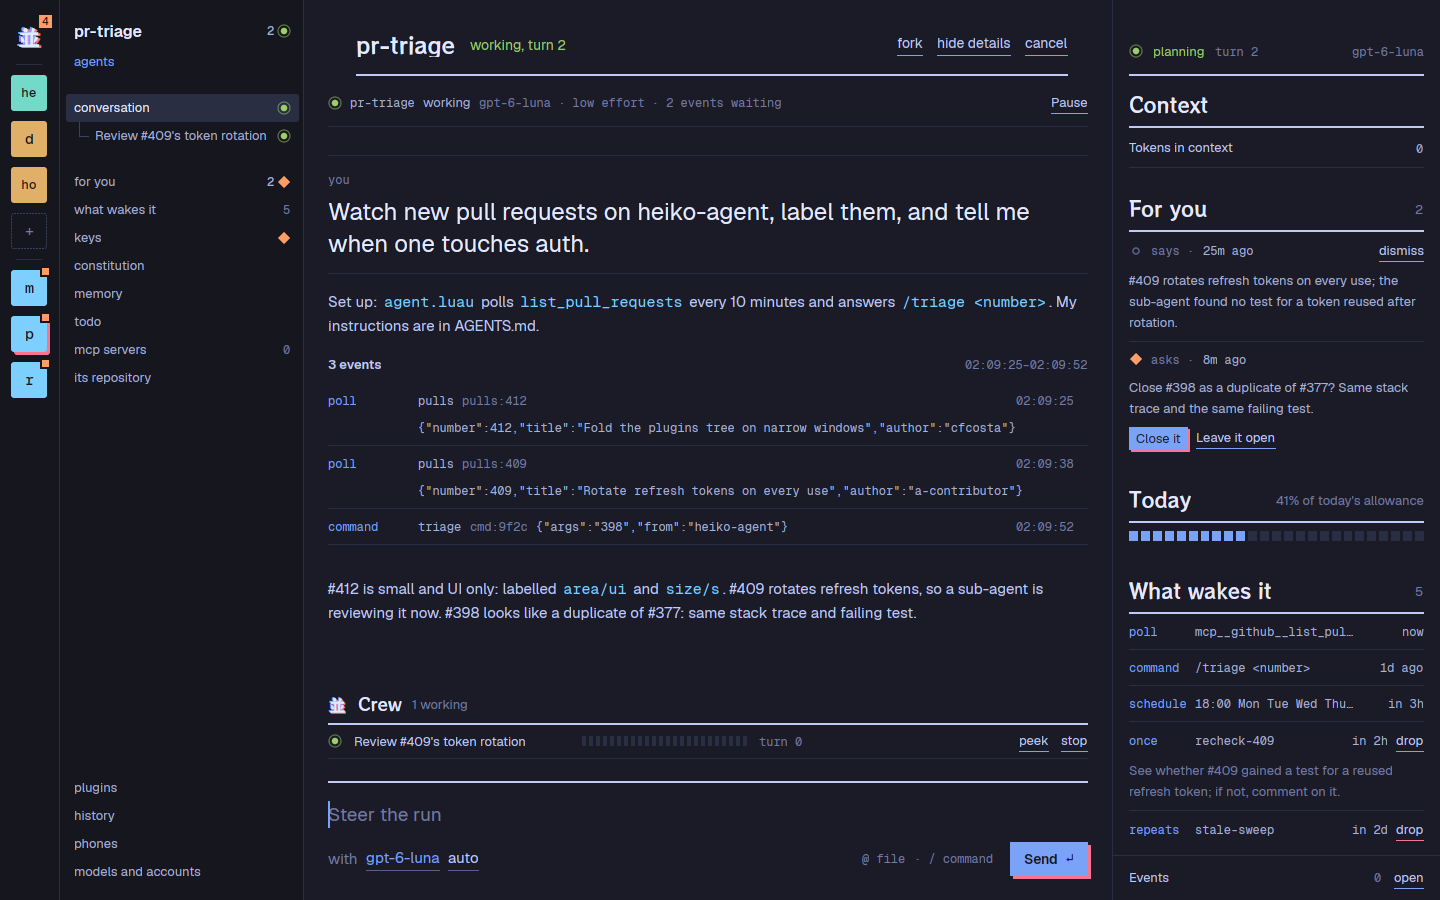 4
he
d
ho
+
m
p
r
pr-triage 2
agents
conversation
Review #409's token rotation
for you 2
what wakes it 5
keys
constitution
memory
todo
mcp servers 0
its repository
plugins
history
phones
models and accounts
pr-triage working, turn 2 fork hide details cancel
pr-triage working gpt-6-luna · low effort · 2 events waiting Pause
you
Watch new pull requests on heiko-agent, label them, and tell me
when one touches auth.
Set up: agent.luau polls list_pull_requests every 10 minutes and answers /triage <number>. My
instructions are in AGENTS.md.
3 events 02:09:25-02:09:52
poll pulls pulls:412 02:09:25
{"number":412,"title":"Fold the plugins tree on narrow windows","author":"cfcosta"}
poll pulls pulls:409 02:09:38
{"number":409,"title":"Rotate refresh tokens on every use","author":"a-contributor"}
command triage cmd:9f2c {"args":"398","from":"heiko-agent"} 02:09:52
#412 is small and UI only: labelled area/ui and size/s. #409 rotates refresh tokens, so a sub-agent is
reviewing it now. #398 looks like a duplicate of #377: same stack trace and failing test.
Crew 1 working
Review #409's token rotation turn 0 peek stop
Steer the run
with gpt-6-luna auto @ file · / command Send ↵
planning turn 2 gpt-6-luna
Context
Tokens in context 0
For you 2
says · 25m ago dismiss
#409 rotates refresh tokens on every use; the
sub-agent found no test for a token reused after
rotation.
asks · 8m ago
Close #398 as a duplicate of #377? Same stack
trace and the same failing test.
Close it Leave it open
Today 41% of today's allowance
What wakes it 5
poll mcp__github__list_pul… now
command /triage <number> 1d ago
schedule 18:00 Mon Tue Wed Thu… in 3h
once recheck-409 in 2h drop
See whether #409 gained a test for a reused
refresh token; if not, comment on it.
repeats stale-sweep in 2d drop
Events 0 open